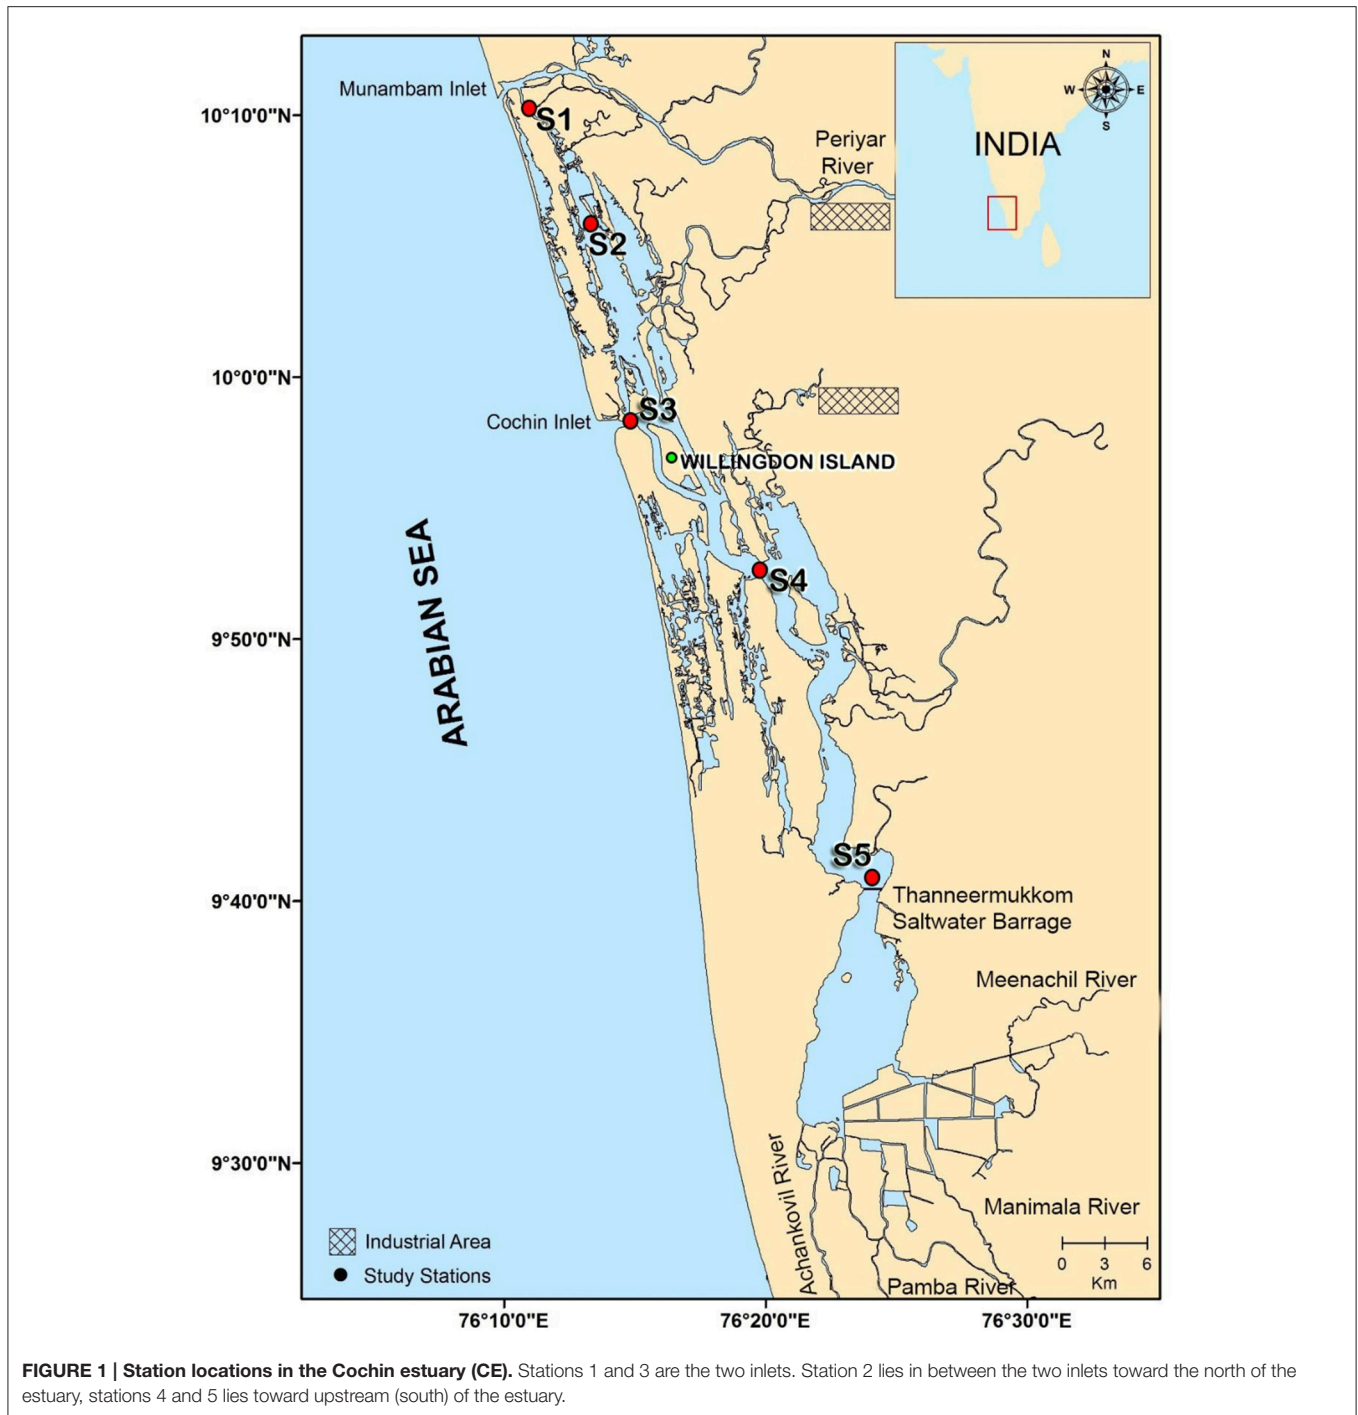 Munambam Inlet
S1
10°10'0"N
Periyar
River
N
W
E
S
INDIA
S2
10°0'0"N
S3
Cochin Inlet
WILLINGDON ISLAND
ARABIAN SEA
S4
9°50'0"N
S5
9°40'0"N
Thanneermukkom
Saltwater Barrage
Meenachil River
9°30'0"N
Achankovil River
Manimala River
Industrial Area
Study Stations
Pamba River
0 3 6
Km
76°10'0"E
76°20'0"E
76°30'0"E
FIGURE 1 | Station locations in the Cochin estuary (CE). Stations 1 and 3 are the two inlets. Station 2 lies in between the two inlets toward the north of the
estuary, stations 4 and 5 lies toward upstream (south) of the estuary.